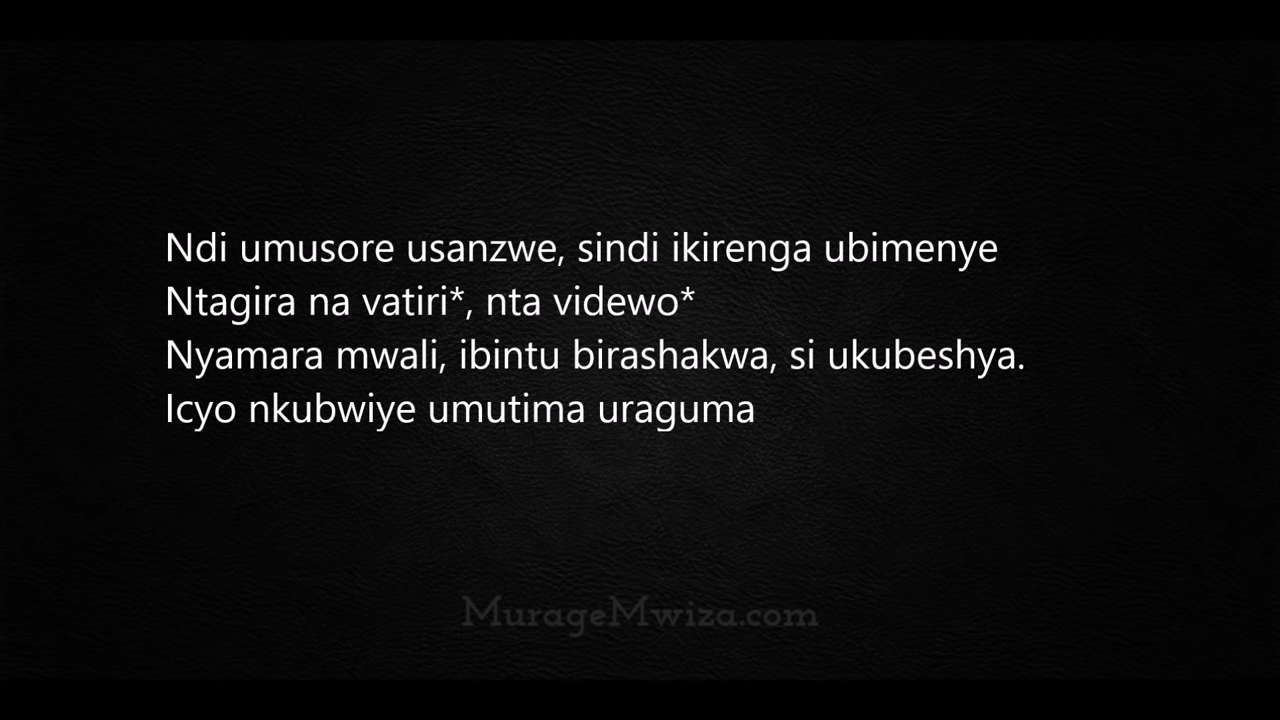 Ndi umusore usanzwe, sindi ikirenga ubimenye
Ntagira na vatiri*, nta videwo*
Nyamara mwali, ibintu birashakwa, si ukubeshya.
Icyo nkubwiye umutima uraguma
MurageMwiza.com